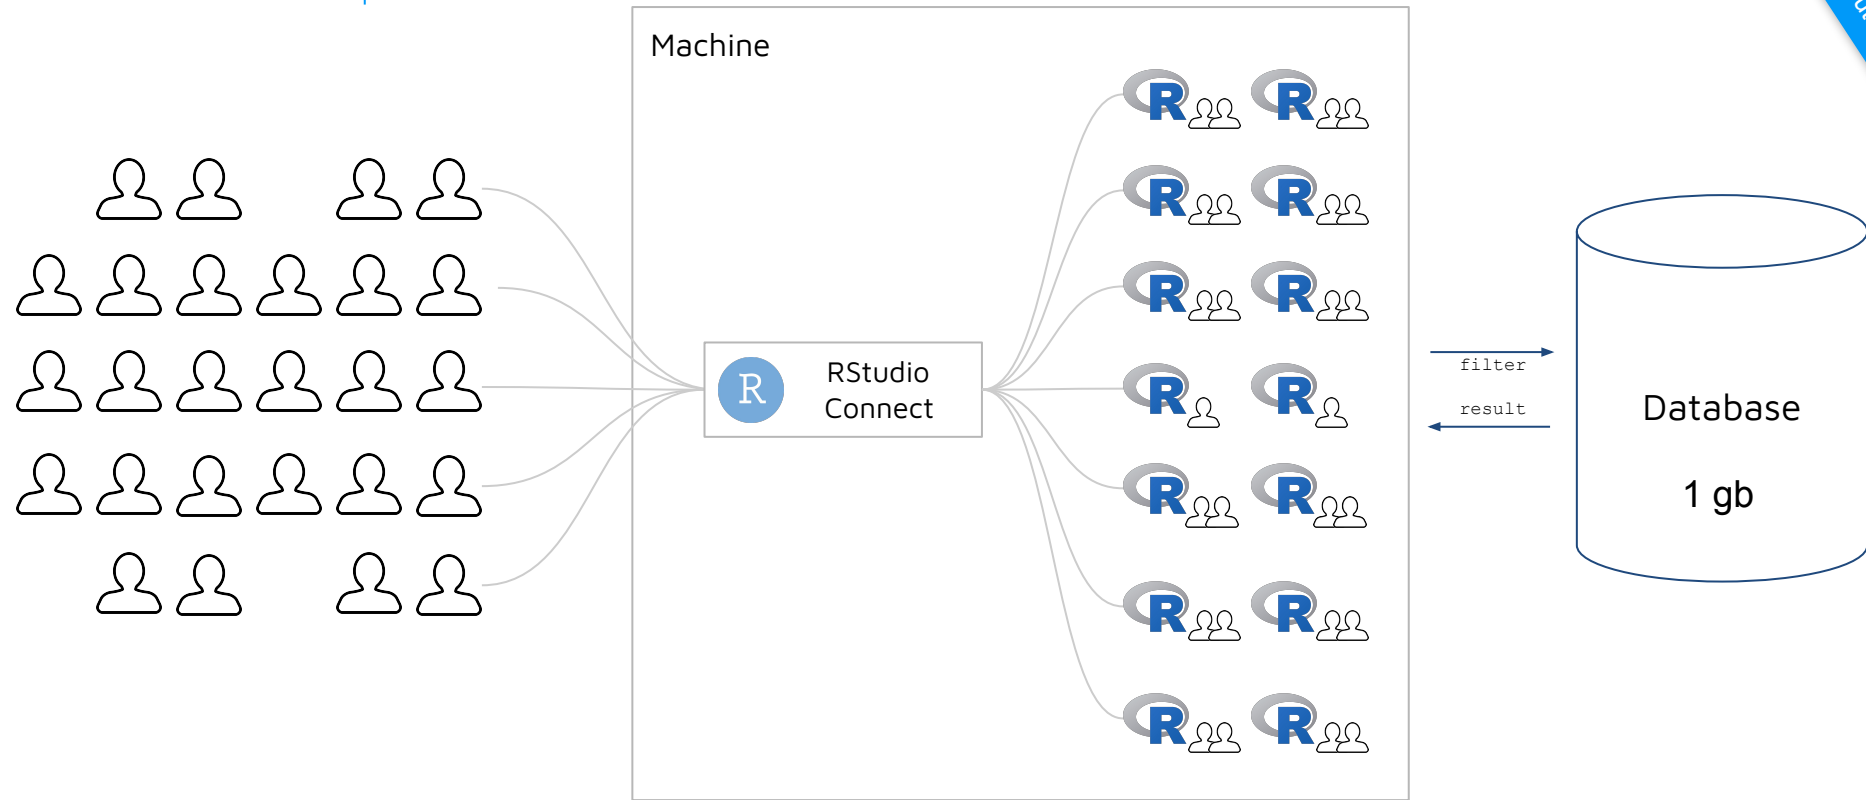 Machine
RStudio
Connect
R
filter
result
Database
1 gb
R R
R R
R R
R R
R R
R R
R R